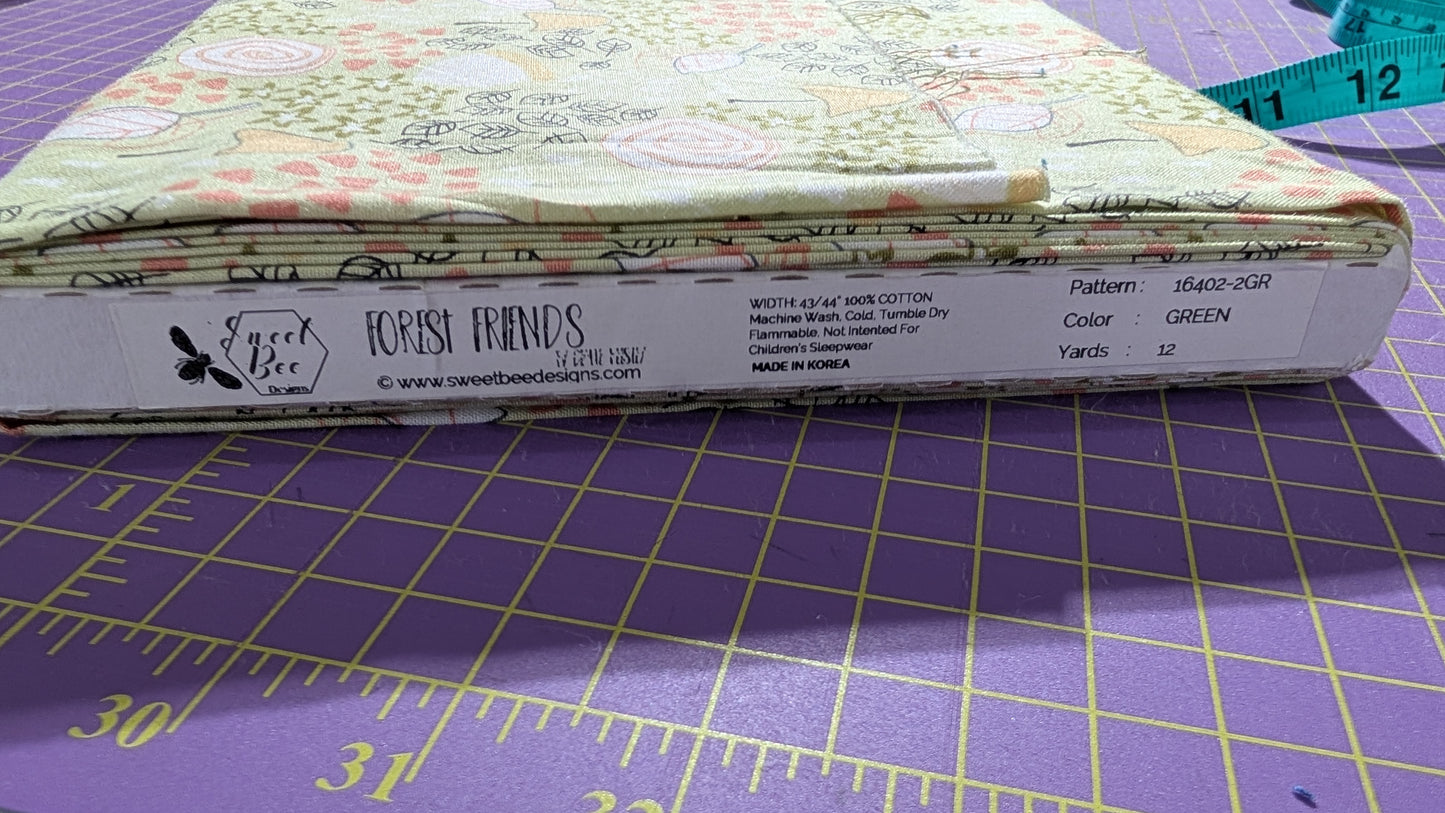 17
11 12
Sweet
Bee
Designs
FOREST FRIENDS
© www.sweetbeedesigns.com
WIDTH: 43/44" 100% COTTON
Machine Wash, Cold, Tumble Dry
Flammable, Not Intented For
Children's Sleepwear
MADE IN KOREA
Pattern : 16402-2GR
Color : GREEN
Yards : 12
1
30
31
32